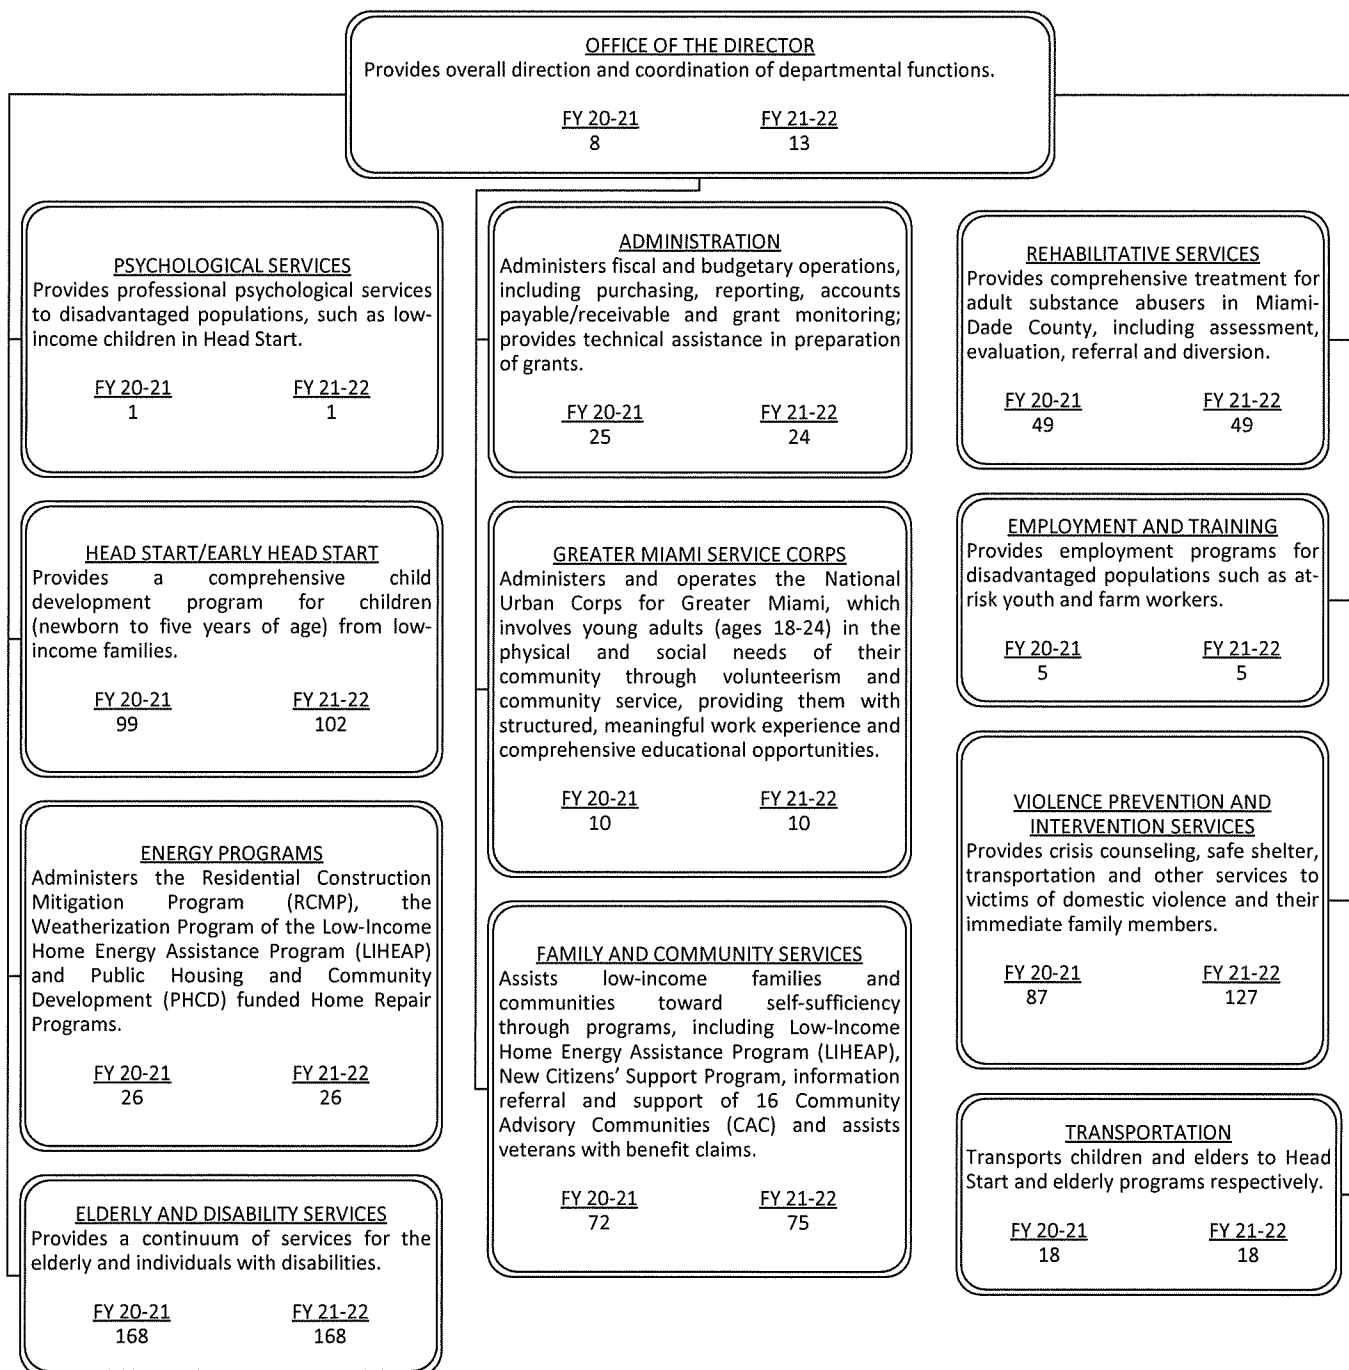 OFFICE OF THE DIRECTOR
Provides overall direction and coordination of departmental functions.
FY 20-21 FY 21-22
8 13
PSYCHOLOGICAL SERVICES
Provides professional psychological services
to disadvantaged populations, such as low-
income children in Head Start.
FY 20-21 FY 21-22
1 1
HEAD START/EARLY HEAD START
Provides a comprehensive child
development program for children
(newborn to five years of age) from low-
income families.
FY 20-21 FY 21-22
99 102
ENERGY PROGRAMS
Administers the Residential Construction
Mitigation Program (RCMP), the
Weatherization Program of the Low-Income
Home Energy Assistance Program (LIHEAP)
and Public Housing and Community
Development (PHCD) funded Home Repair
Programs.
FY 20-21 FY 21-22
26 26
ELDERLY AND DISABILITY SERVICES
Provides a continuum of services for the
elderly and individuals with disabilities.
FY 20-21 FY 21-22
168 168
ADMINISTRATION
Administers fiscal and budgetary operations,
including purchasing, reporting, accounts
payable/receivable and grant monitoring;
provides technical assistance in preparation
of grants.
FY 20-21 FY 21-22
25 24
GREATER MIAMI SERVICE CORPS
Administers and operates the National
Urban Corps for Greater Miami, which
involves young adults (ages 18-24) in the
physical and social needs of their
community through volunteerism and
community service, providing them with
structured, meaningful work experience and
comprehensive educational opportunities.
FY 20-21 FY 21-22
10 10
FAMILY AND COMMUNITY SERVICES
Assists low-income families and
communities toward self-sufficiency
through programs, including Low-Income
Home Energy Assistance Program (LIHEAP),
New Citizens' Support Program, information
referral and support of 16 Community
Advisory Communities (CAC) and assists
veterans with benefit claims.
FY 20-21 FY 21-22
72 75
REHABILITATIVE SERVICES
Provides comprehensive treatment for
adult substance abusers in Miami-
Dade County, including assessment,
evaluation, referral and diversion.
FY 20-21 FY 21-22
49 49
EMPLOYMENT AND TRAINING
Provides employment programs for
disadvantaged populations such as at-
risk youth and farm workers.
FY 20-21 FY 21-22
5 5
VIOLENCE PREVENTION AND
INTERVENTION SERVICES
Provides crisis counseling, safe shelter,
transportation and other services to
victims of domestic violence and their
immediate family members.
FY 20-21 FY 21-22
87 127
TRANSPORTATION
Transports children and elders to Head
Start and elderly programs respectively.
FY 20-21 FY 21-22
18 18